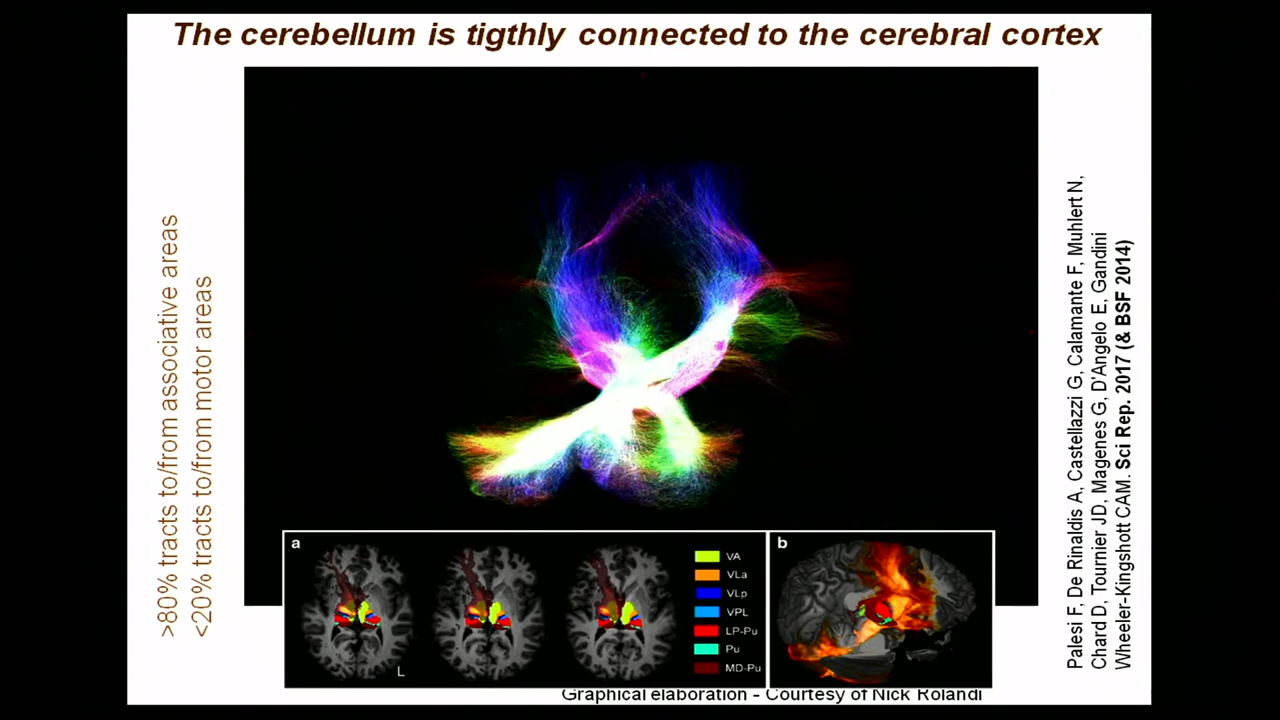 The cerebellum is tigthly connected to the cerebral cortex
>80% tracts to/from associative areas
<20% tracts to/from motor areas
Palesi F, De Rinaldis A, Castellazzi G, Calamante F, Muhlert N,
Chard D, Tournier JD, Magenes G, D'Angelo E, Gandini
Wheeler-Kingshott CAM. Sci Rep. 2017 (& BSF 2014)
a
VA
VLa
VLp
VPL
LP-Pu
Pu
MD-Pu
L
b
Graphical elaboration - Courtesy of Nick Rolandi